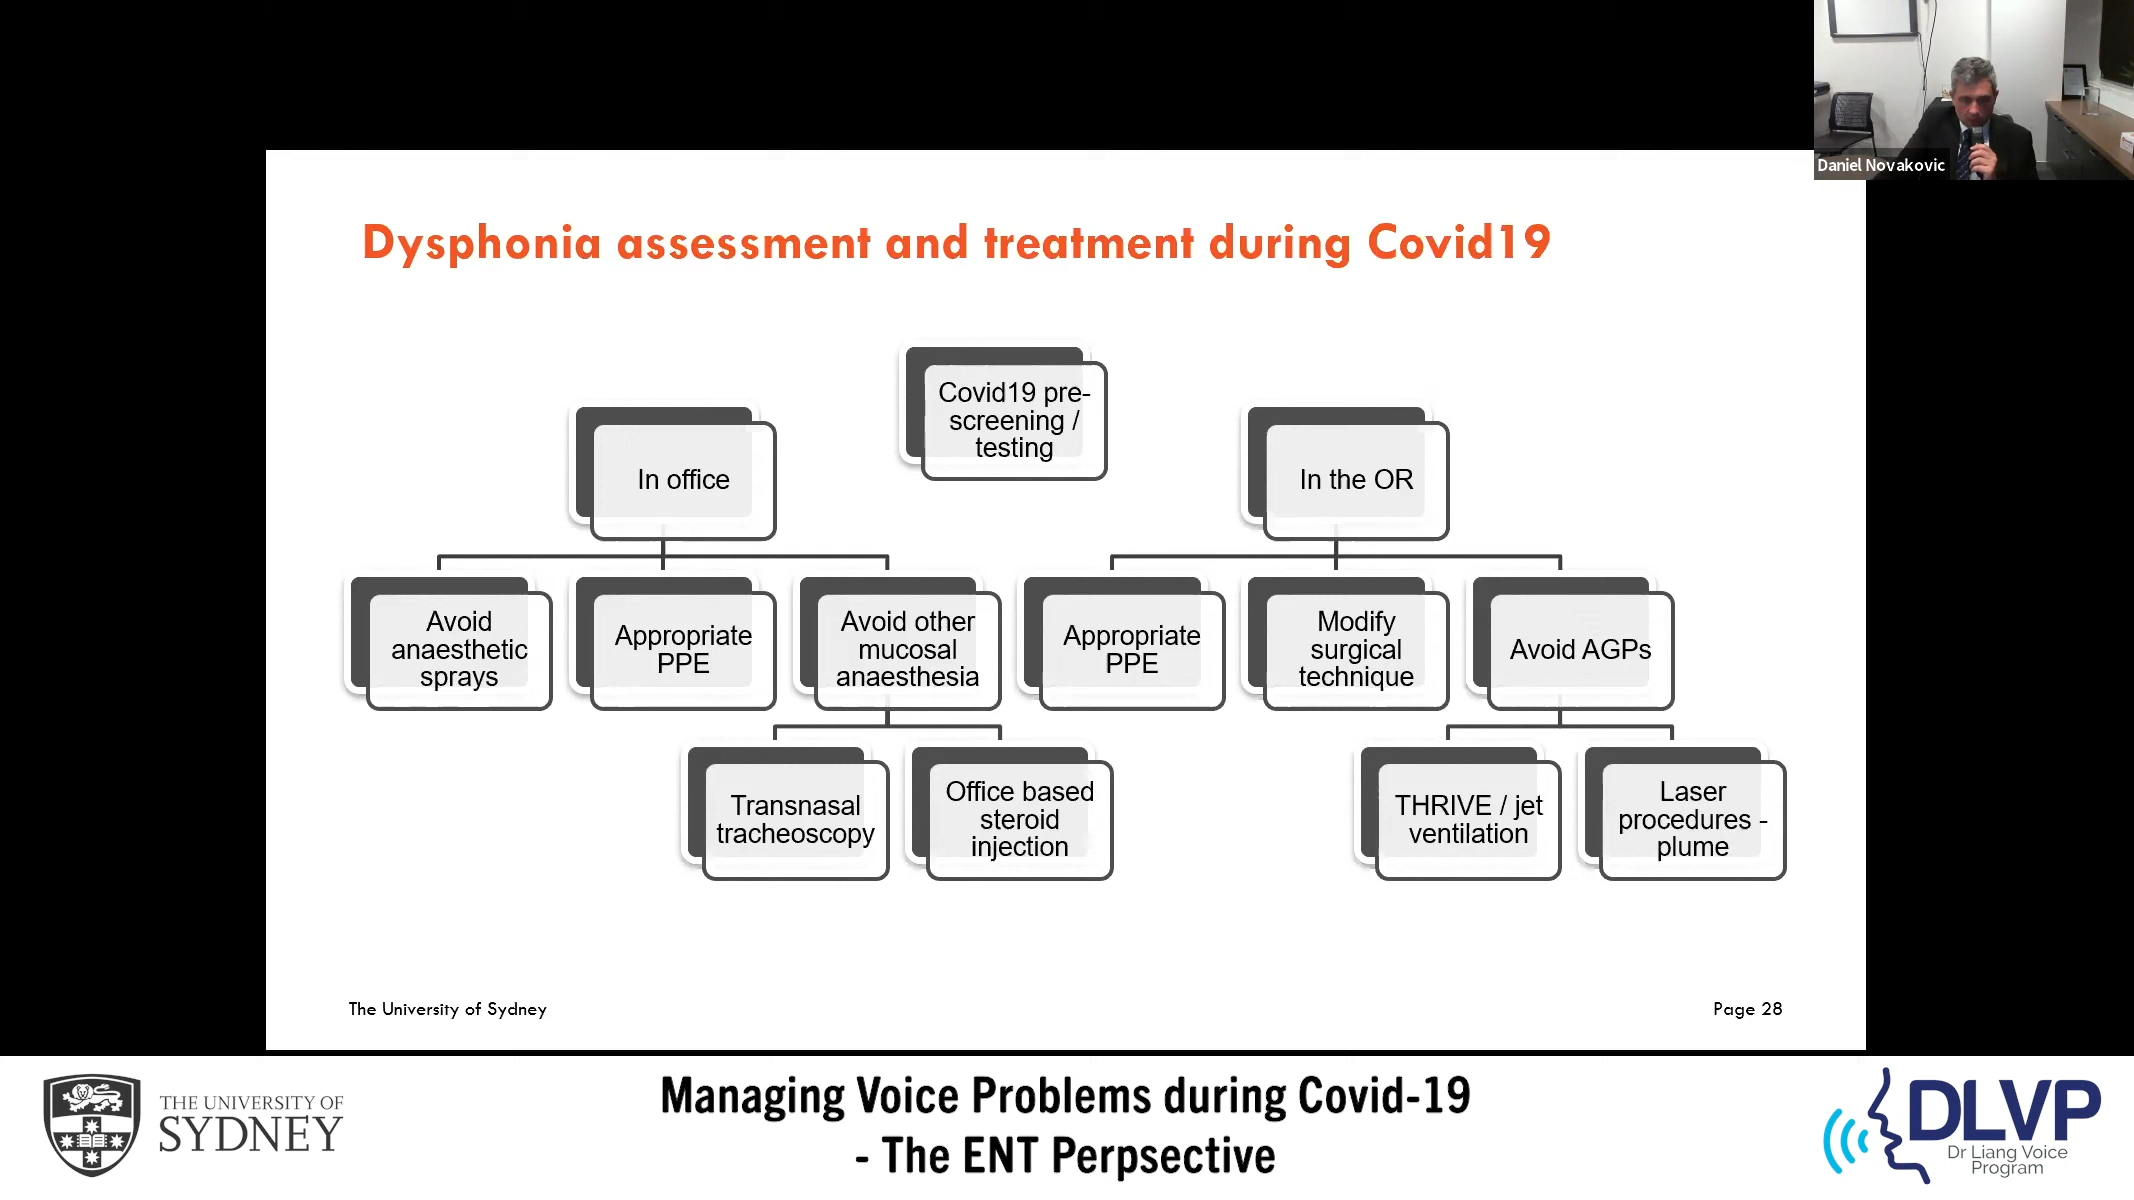 Daniel Novakovic
Dysphonia assessment and treatment during Covid19
Covid19 pre-
screening /
testing
In office
In the OR
Avoid
anaesthetic
sprays
Appropriate
PPE
Avoid other
mucosal
anaesthesia
Appropriate
PPE
Modify
surgical
technique
Avoid AGPs
Transnasal
tracheoscopy
Office based
steroid
injection
THRIVE / jet
ventilation
Laser
procedures -
plume
The University of Sydney
Page 28
THE UNIVERSITY OF
SYDNEY
Managing Voice Problems during Covid-19
- The ENT Perpsective
DLVP
Dr Liang Voice
Program